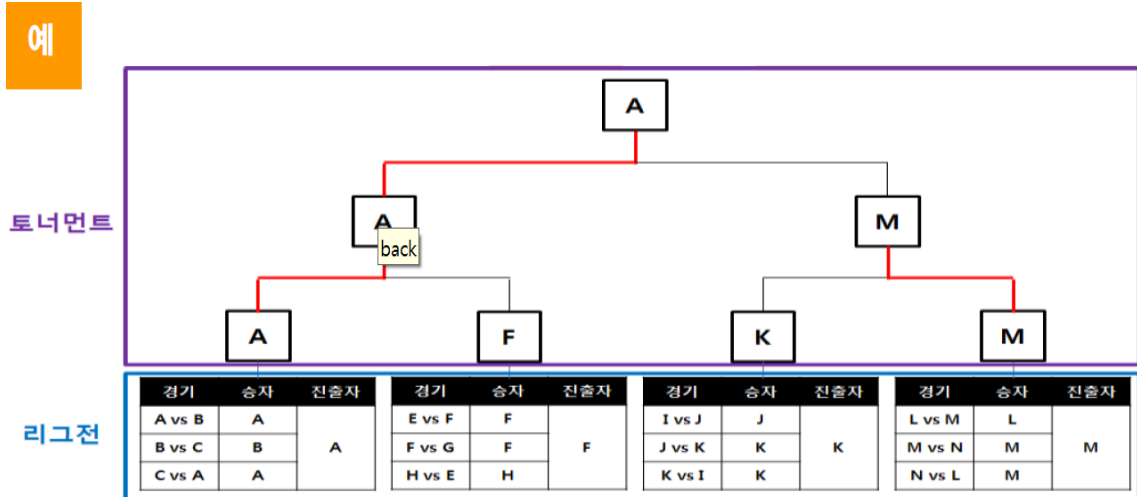 예
A
토너먼트
A
M
back
A
F
K
M
리그전
경기 승자 진출자
A vs B A
B vs C B A
C vs A A
경기 승자 진출자
E vs F F
F vs G F F
H vs E H
경기 승자 진출자
I vs J J
J vs K K K
K vs I K
경기 승자 진출자
L vs M L
M vs N M M
N vs L M